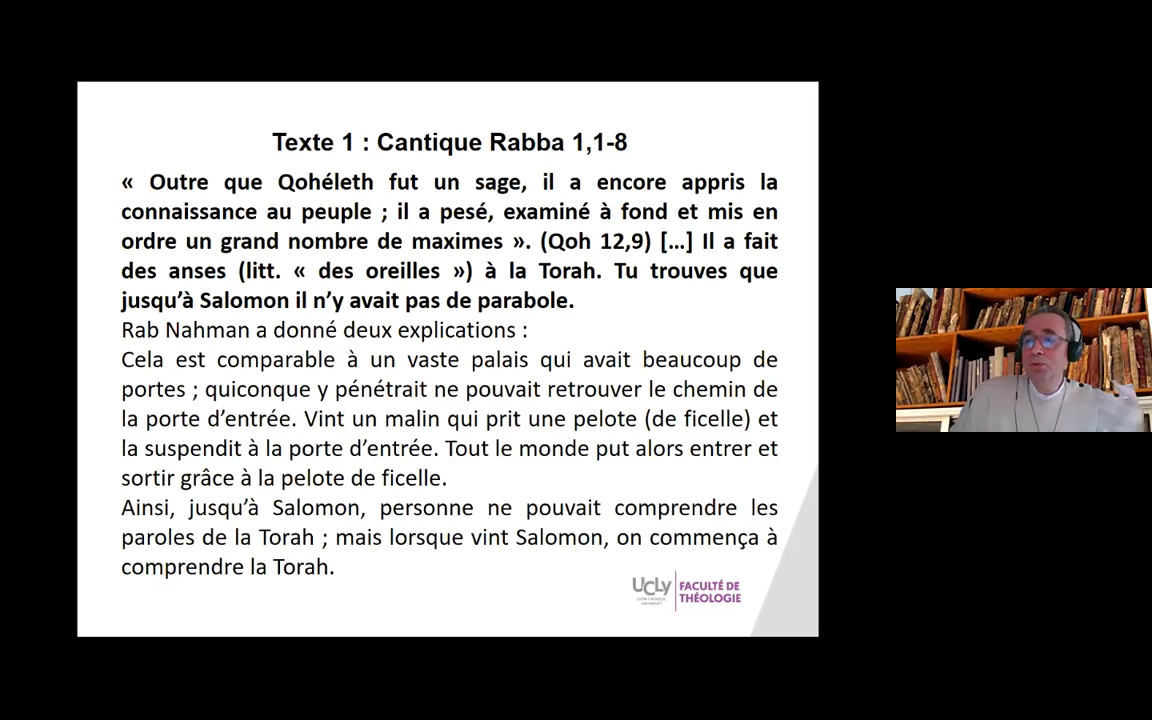 Texte 1 : Cantique Rabba 1,1-8
« Outre que Qohéleth fut un sage, il a encore appris la
connaissance au peuple ; il a pesé, examiné à fond et mis en
ordre un grand nombre de maximes ». (Qoh 12,9) […] Il a fait
des anses (litt. « des oreilles ») à la Torah. Tu trouves que
jusqu’à Salomon il n’y avait pas de parabole.
Rab Nahman a donné deux explications :
Cela est comparable à un vaste palais qui avait beaucoup de
portes ; quiconque y pénétrait ne pouvait retrouver le chemin de
la porte d’entrée. Vint un malin qui prit une pelote (de ficelle) et
la suspendit à la porte d’entrée. Tout le monde put alors entrer et
sortir grâce à la pelote de ficelle.
Ainsi, jusqu’à Salomon, personne ne pouvait comprendre les
paroles de la Torah ; mais lorsque vint Salomon, on commença à
comprendre la Torah.
UCLy
FACULTÉ DE
THÉOLOGIE